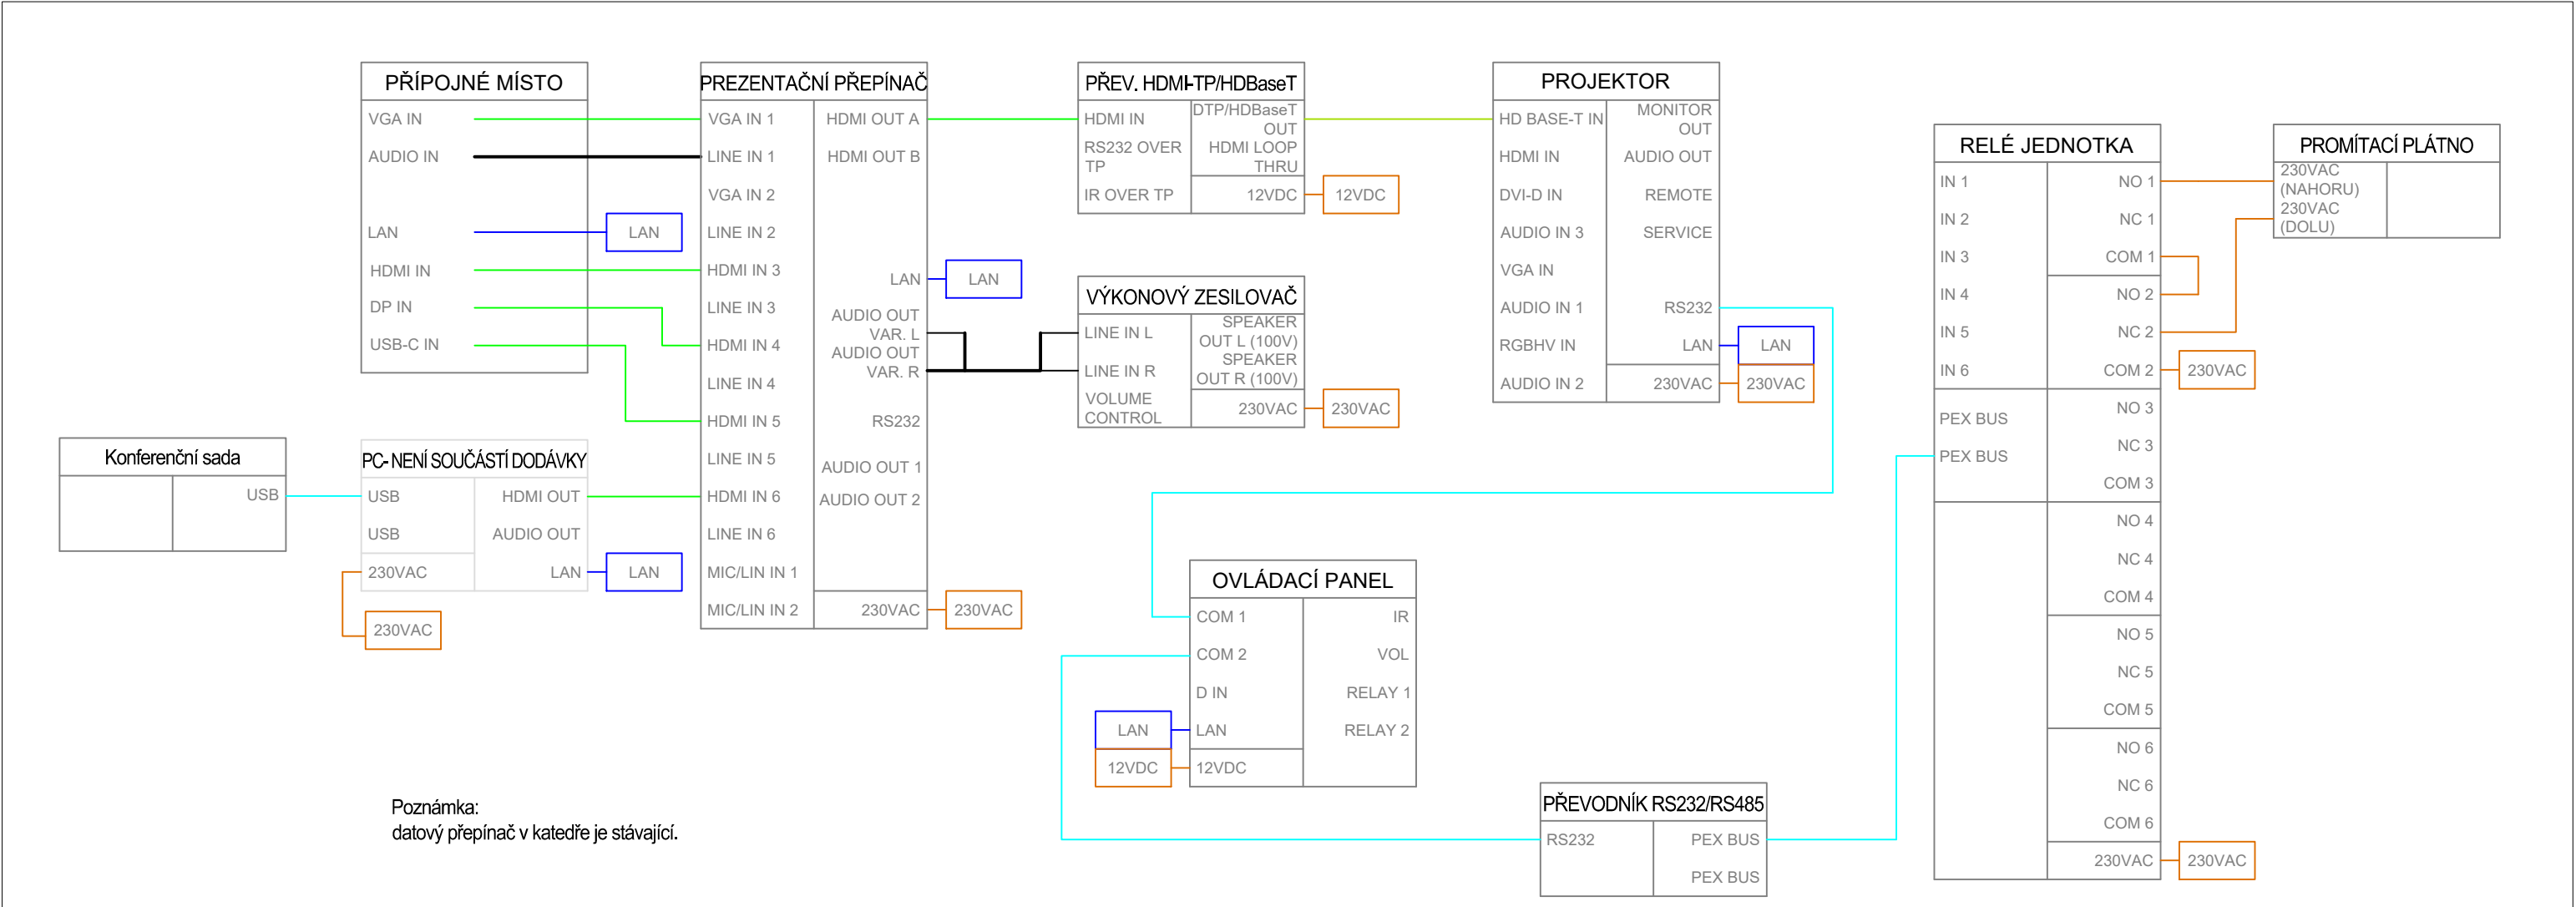 PŘÍPOJNÉ MÍSTO
VGA IN
AUDIO IN
LAN
LAN
HDMI IN
DP IN
USB-C IN
Konferenční sada
USB
PC- NENÍ SOUČÁSTÍ DODÁVKY
USB
HDMI OUT
USB
AUDIO OUT
230VAC
LAN
LAN
230VAC
PREZENTAČNÍ PŘEPÍNAČ
VGA IN 1
HDMI OUT A
LINE IN 1
HDMI OUT B
VGA IN 2
LINE IN 2
HDMI IN 3
LAN
LAN
LINE IN 3
AUDIO OUT
VAR. L
HDMI IN 4
AUDIO OUT
VAR. R
LINE IN 4
HDMI IN 5
RS232
LINE IN 5
AUDIO OUT 1
HDMI IN 6
AUDIO OUT 2
LINE IN 6
MIC/LIN IN 1
MIC/LIN IN 2
230VAC
230VAC
PŘEV. HDMI-TP/HDBaseT
HDMI IN
DTP/HDBaseT
OUT
RS232 OVER
TP
HDMI LOOP
THRU
IR OVER TP
12VDC
12VDC
VÝKONOVÝ ZESILOVAČ
LINE IN L
SPEAKER
OUT L (100V)
LINE IN R
SPEAKER
OUT R (100V)
VOLUME
CONTROL
230VAC
230VAC
PROJEKTOR
HD BASE-T IN
MONITOR
OUT
HDMI IN
AUDIO OUT
DVI-D IN
REMOTE
AUDIO IN 3
SERVICE
VGA IN
AUDIO IN 1
RS232
RGBHV IN
LAN
LAN
AUDIO IN 2
230VAC
230VAC
OVLÁDACÍ PANEL
COM 1
IR
COM 2
VOL
D IN
RELAY 1
LAN
LAN
RELAY 2
12VDC
12VDC
PŘEVODNÍK RS232/RS485
RS232
PEX BUS
PEX BUS
RELÉ JEDNOTKA
IN 1
NO 1
IN 2
NC 1
IN 3
COM 1
IN 4
NO 2
IN 5
NC 2
IN 6
COM 2
230VAC
PEX BUS
NO 3
NC 3
PEX BUS
COM 3
NO 4
NC 4
COM 4
NO 5
NC 5
COM 5
NO 6
NC 6
COM 6
230VAC
230VAC
PROMÍTACÍ PLÁTNO
230VAC
(NAHORU)
230VAC
(DOLU)
Poznámka:
datový přepínač v katedře je stávající.